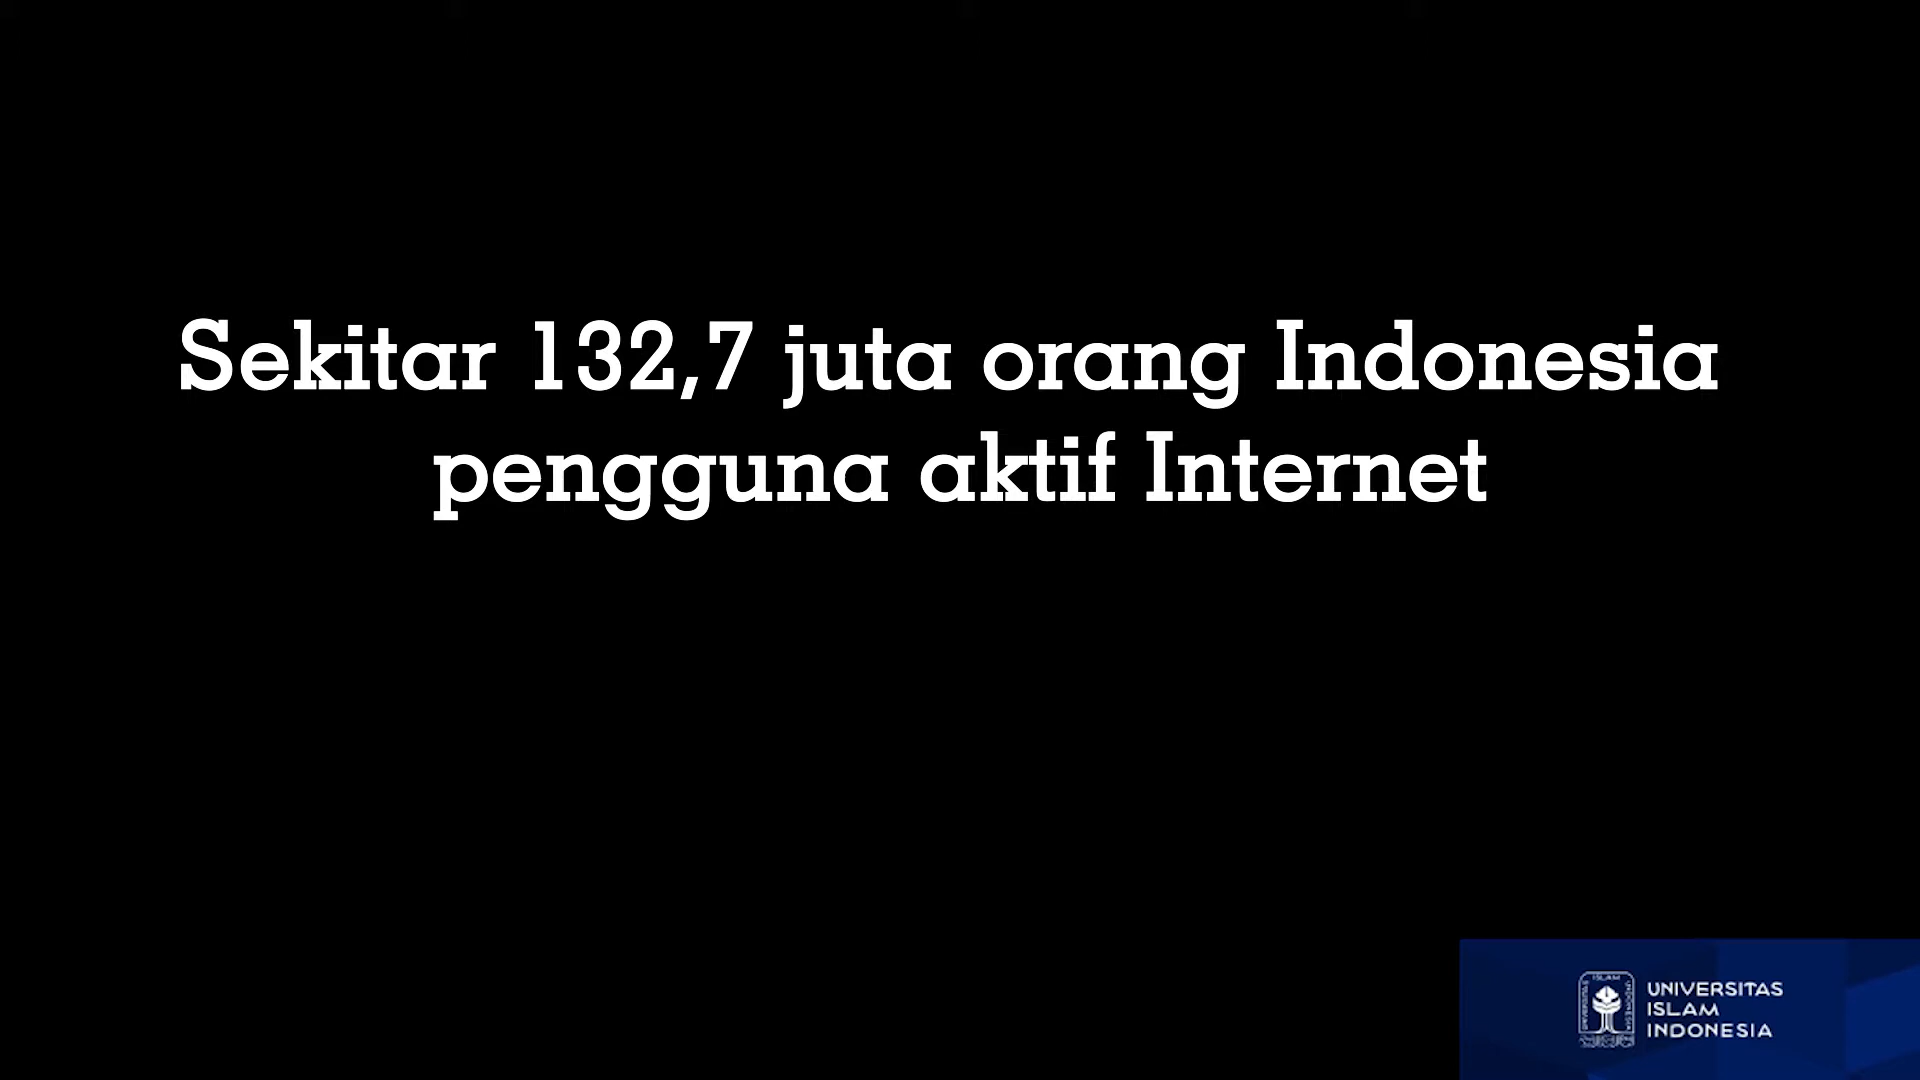 Sekitar 132,7 juta orang Indonesia
pengguna aktif Internet
UNIVERSITAS
ISLAM
INDONESIA